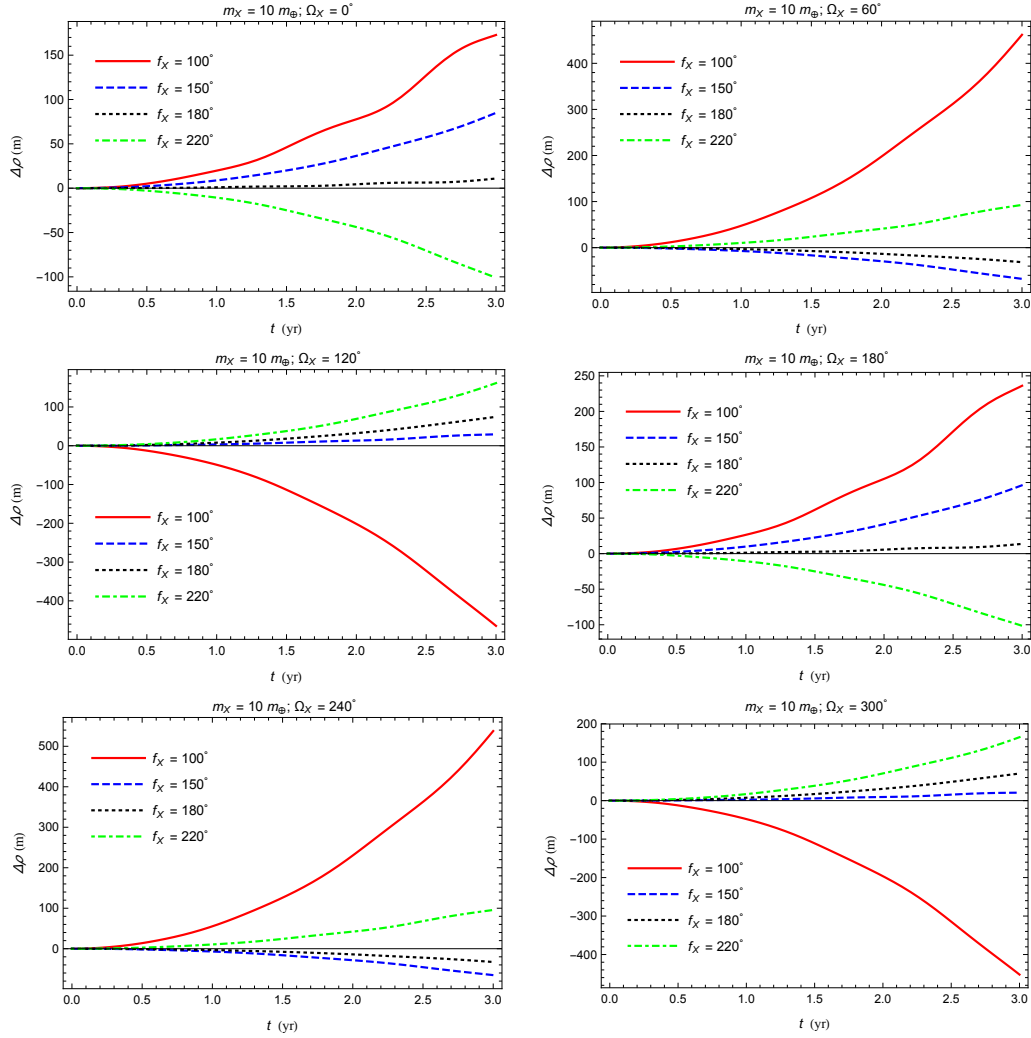 m_X = 10 m_⊕; Ω_X = 0°
Δρ (m)
150
100
50
0
−50
−100
f_X = 100°
f_X = 150°
f_X = 180°
f_X = 220°
0.0 0.5 1.0 1.5 2.0 2.5 3.0
t (yr)
m_X = 10 m_⊕; Ω_X = 60°
Δρ (m)
400
300
200
100
0
f_X = 100°
f_X = 150°
f_X = 180°
f_X = 220°
0.0 0.5 1.0 1.5 2.0 2.5 3.0
t (yr)
m_X = 10 m_⊕; Ω_X = 120°
Δρ (m)
100
0
−100
−200
−300
−400
f_X = 100°
f_X = 150°
f_X = 180°
f_X = 220°
0.0 0.5 1.0 1.5 2.0 2.5 3.0
t (yr)
m_X = 10 m_⊕; Ω_X = 180°
Δρ (m)
250
200
150
100
50
0
−50
−100
f_X = 100°
f_X = 150°
f_X = 180°
f_X = 220°
0.0 0.5 1.0 1.5 2.0 2.5 3.0
t (yr)
m_X = 10 m_⊕; Ω_X = 240°
Δρ (m)
500
400
300
200
100
0
f_X = 100°
f_X = 150°
f_X = 180°
f_X = 220°
0.0 0.5 1.0 1.5 2.0 2.5 3.0
t (yr)
m_X = 10 m_⊕; Ω_X = 300°
Δρ (m)
200
100
0
−100
−200
−300
−400
f_X = 100°
f_X = 150°
f_X = 180°
f_X = 220°
0.0 0.5 1.0 1.5 2.0 2.5 3.0
t (yr)